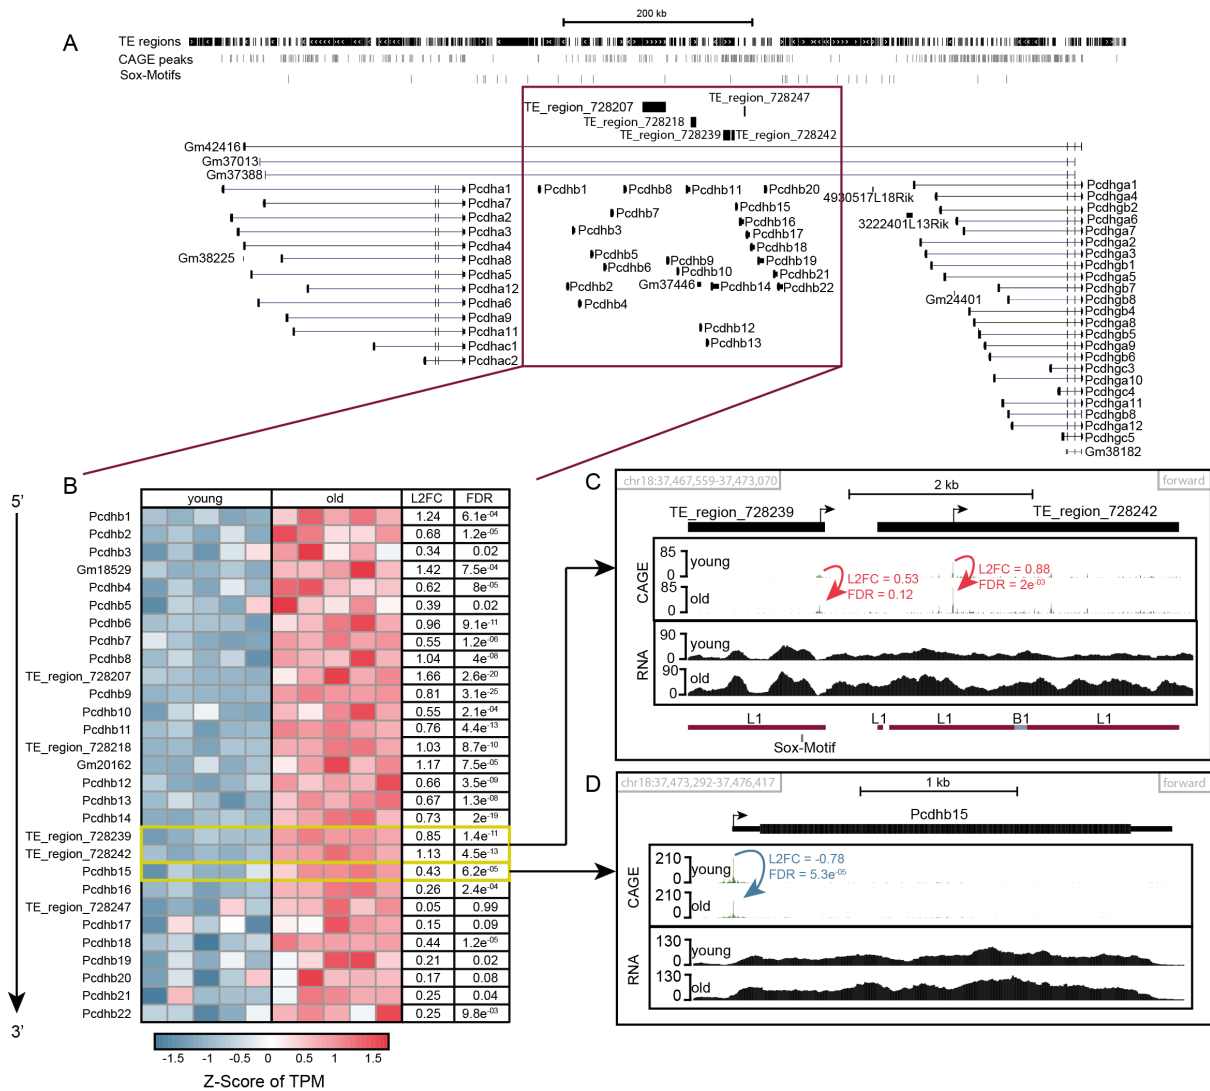 200 kb
A
TE regions
CAGE peaks
Sox-Motifs
TE_region_728247
TE_region_728207
TE_region_728218
TE_region_728239
TE_region_728242
Gm42416
Gm37013
Gm37388
Pcdha1
Pcdha7
Pcdha2
Pcdha3
Pcdha4
Gm38225
Pcdha8
Pcdha5
Pcdha12
Pcdha6
Pcdha9
Pcdha11
Pcdhac1
Pcdhac2
Pcdhb1
Pcdhb8
Pcdhb11
Pcdhb20
Pcdhb15
Pcdhb7
Pcdhb16
Pcdhb3
Pcdhb17
Pcdhb18
Pcdhb5
Pcdhb9
Pcdhb19
Pcdhb6
Pcdhb10
Pcdhb21
Gm37446
Pcdhb2
Pcdhb14
Pcdhb22
Pcdhb4
Pcdhb12
Pcdhb13
4930517L18Rik
3222401L13Rik
Gm24401
Pcdhga1
Pcdhga4
Pcdhgb2
Pcdhga6
Pcdhga7
Pcdhga2
Pcdhga3
Pcdhgb1
Pcdhga5
Pcdhgb7
Pcdhgb8
Pcdhgb4
Pcdhga8
Pcdhgb5
Pcdhga9
Pcdhgb6
Pcdhgc3
Pcdhga10
Pcdhgc4
Pcdhga11
Pcdhgb8
Pcdhga12
Pcdhgc5
Gm38182
B
5'
3'
young old L2FC FDR
Pcdhb1 1.24 6.1e-04
Pcdhb2 0.68 1.2e-05
Pcdhb3 0.34 0.02
Gm18529 1.42 7.5e-04
Pcdhb4 0.62 8e-05
Pcdhb5 0.39 0.02
Pcdhb6 0.96 9.1e-11
Pcdhb7 0.55 1.2e-06
Pcdhb8 1.04 4e-08
TE_region_728207 1.66 2.6e-20
Pcdhb9 0.81 3.1e-25
Pcdhb10 0.55 2.1e-04
Pcdhb11 0.76 4.4e-13
TE_region_728218 1.03 8.7e-10
Gm20162 1.17 7.5e-05
Pcdhb12 0.66 3.5e-09
Pcdhb13 0.67 1.3e-08
Pcdhb14 0.73 2e-19
TE_region_728239 0.85 1.4e-11
TE_region_728242 1.13 4.5e-13
Pcdhb15 0.43 6.2e-05
Pcdhb16 0.26 2.4e-04
TE_region_728247 0.05 0.99
Pcdhb17 0.15 0.09
Pcdhb18 0.44 1.2e-05
Pcdhb19 0.21 0.02
Pcdhb20 0.17 0.08
Pcdhb21 0.25 0.04
Pcdhb22 0.25 9.8e-03
-1.5 -1 -0.5 0 0.5 1 1.5
Z-Score of TPM
C
chr18:37,467,559-37,473,070
forward
2 kb
TE_region_728239
TE_region_728242
CAGE
85
0
young
85
0
old
L2FC = 0.53
FDR = 0.12
L2FC = 0.88
FDR = 2e-03
RNA
90
0
young
90
0
old
L1 L1 L1 B1 L1
Sox-Motif
D
chr18:37,473,292-37,476,417
forward
1 kb
Pcdhb15
CAGE
210
0
young
210
0
old
L2FC = -0.78
FDR = 5.3e-05
RNA
130
0
young
130
0
old